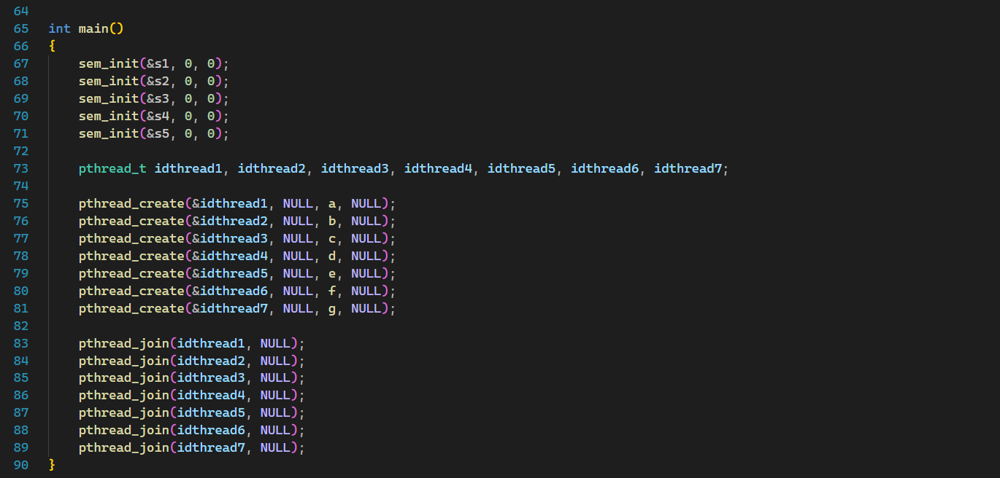 64
65 int main()
66 {
67 sem_init(&s1, 0, 0);
68 sem_init(&s2, 0, 0);
69 sem_init(&s3, 0, 0);
70 sem_init(&s4, 0, 0);
71 sem_init(&s5, 0, 0);
72
73 pthread_t idthread1, idthread2, idthread3, idthread4, idthread5, idthread6, idthread7;
74
75 pthread_create(&idthread1, NULL, a, NULL);
76 pthread_create(&idthread2, NULL, b, NULL);
77 pthread_create(&idthread3, NULL, c, NULL);
78 pthread_create(&idthread4, NULL, d, NULL);
79 pthread_create(&idthread5, NULL, e, NULL);
80 pthread_create(&idthread6, NULL, f, NULL);
81 pthread_create(&idthread7, NULL, g, NULL);
82
83 pthread_join(idthread1, NULL);
84 pthread_join(idthread2, NULL);
85 pthread_join(idthread3, NULL);
86 pthread_join(idthread4, NULL);
87 pthread_join(idthread5, NULL);
88 pthread_join(idthread6, NULL);
89 pthread_join(idthread7, NULL);
90 }